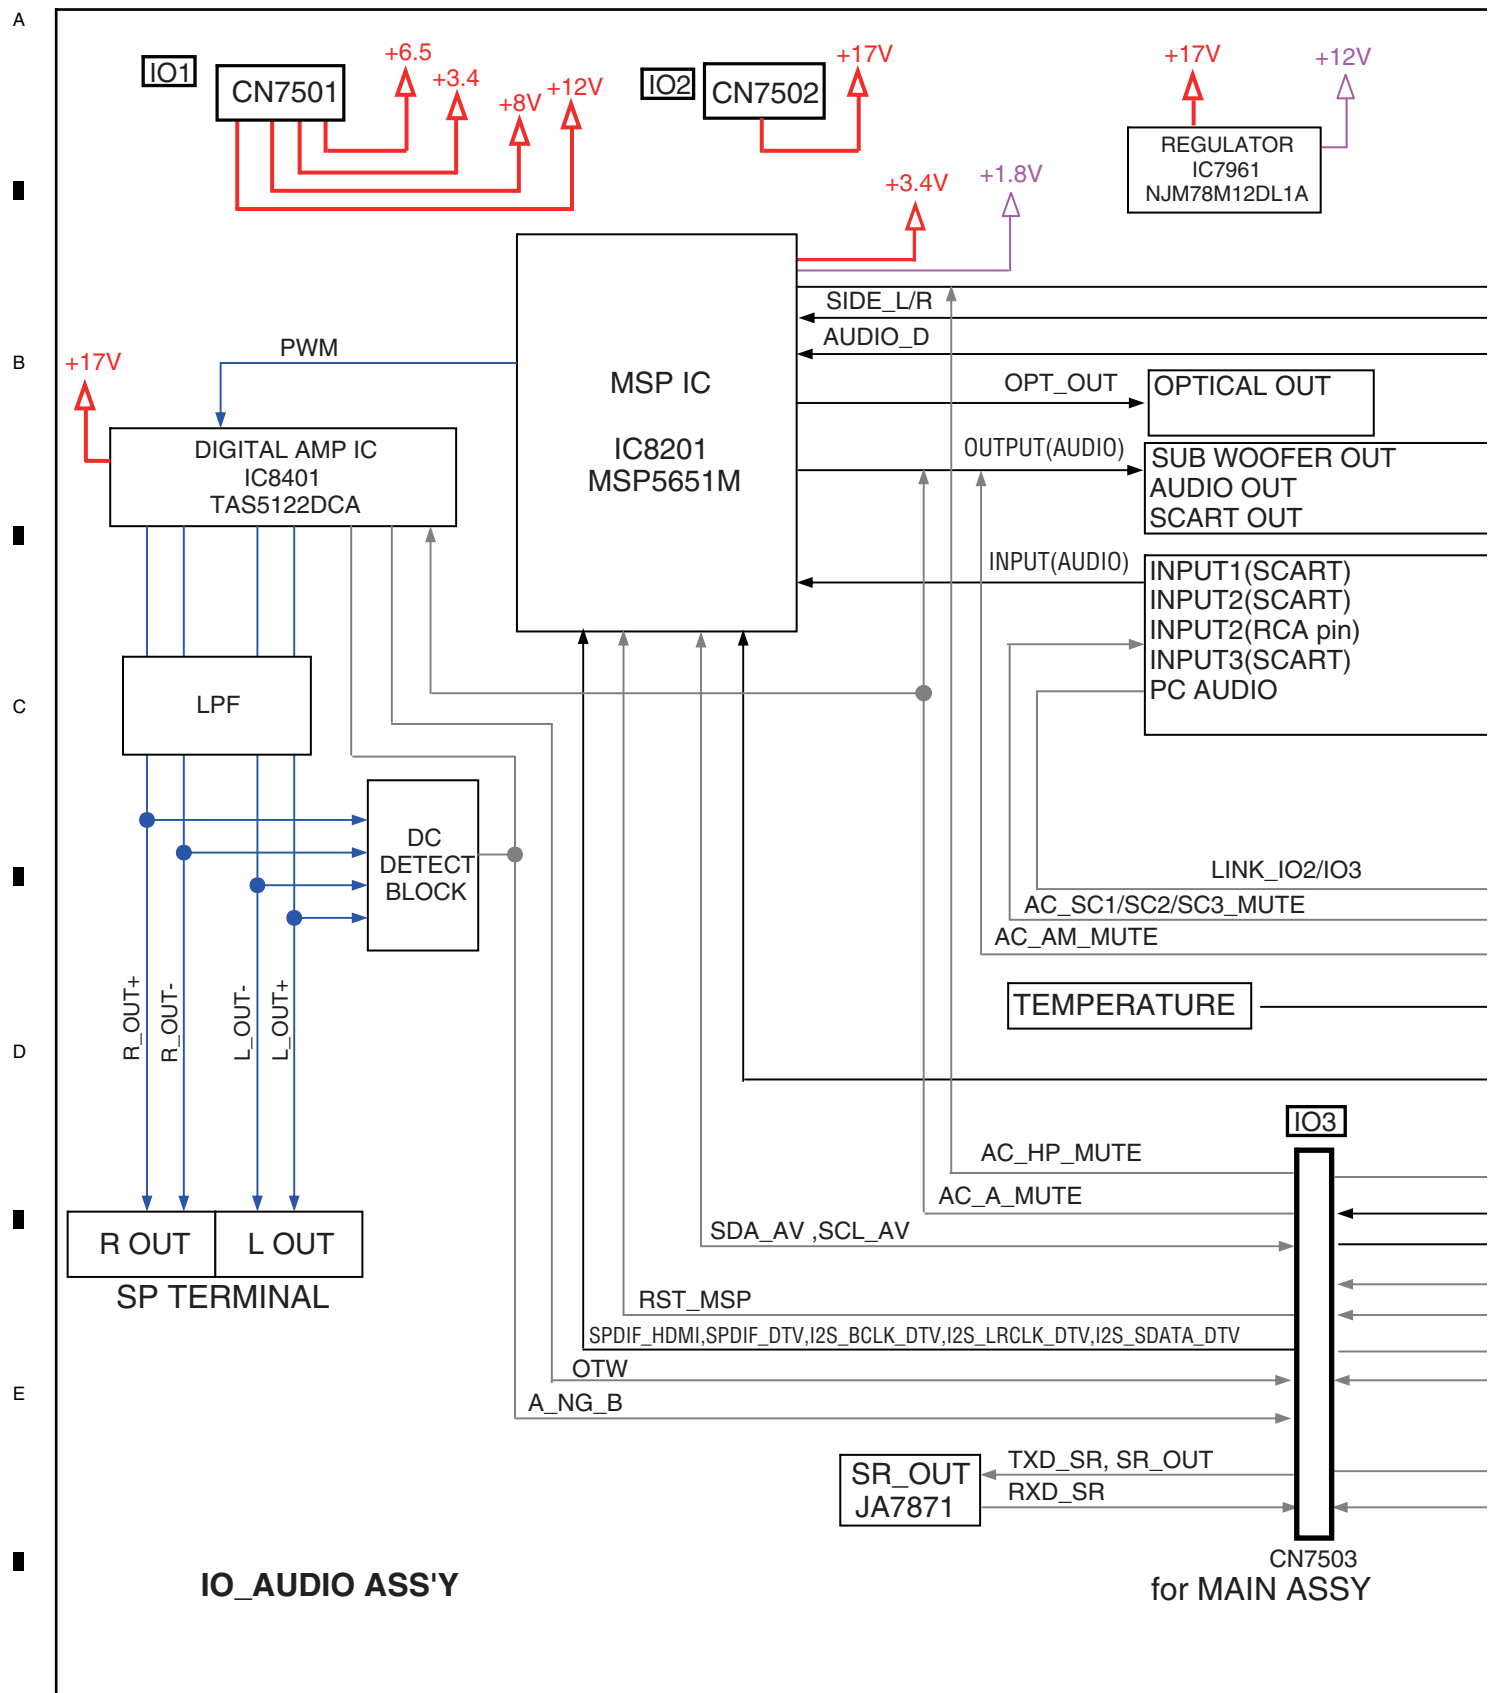 A
IO1
CN7501
+6.5
+3.4
+8V
+12V
IO2
CN7502
+17V
+17V
+12V
REGULATOR
IC7961
NJM78M12DL1A
+3.4V
+1.8V
SIDE_L/R
AUDIO_D
B
+17V
PWM
MSP IC
IC8201
MSP5651M
OPT_OUT
OPTICAL OUT
DIGITAL AMP IC
IC8401
TAS5122DCA
OUTPUT(AUDIO)
SUB WOOFER OUT
AUDIO OUT
SCART OUT
INPUT(AUDIO)
INPUT1(SCART)
INPUT2(SCART)
INPUT2(RCA pin)
INPUT3(SCART)
PC AUDIO
C
LPF
DC
DETECT
BLOCK
LINK_IO2/IO3
AC_SC1/SC2/SC3_MUTE
AC_AM_MUTE
TEMPERATURE
D
R_OUT+
R_OUT-
L_OUT-
L_OUT+
IO3
AC_HP_MUTE
AC_A_MUTE
SDA_AV ,SCL_AV
R OUT
L OUT
SP TERMINAL
RST_MSP
SPDIF_HDMI,SPDIF_DTV,I2S_BCLK_DTV,I2S_LRCLK_DTV,I2S_SDATA_DTV
OTW
E
A_NG_B
SR_OUT
JA7871
TXD_SR, SR_OUT
RXD_SR
CN7503
for MAIN ASSY
IO_AUDIO ASS'Y